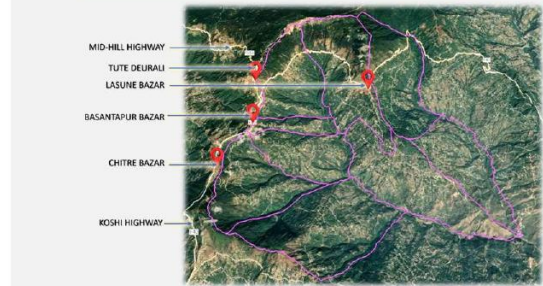 MID-HILL HIGHWAY
TUTE DEURALI
LASUNE BAZAR
BASANTAPUR BAZAR
CHITRE BAZAR
KOSHI HIGHWAY